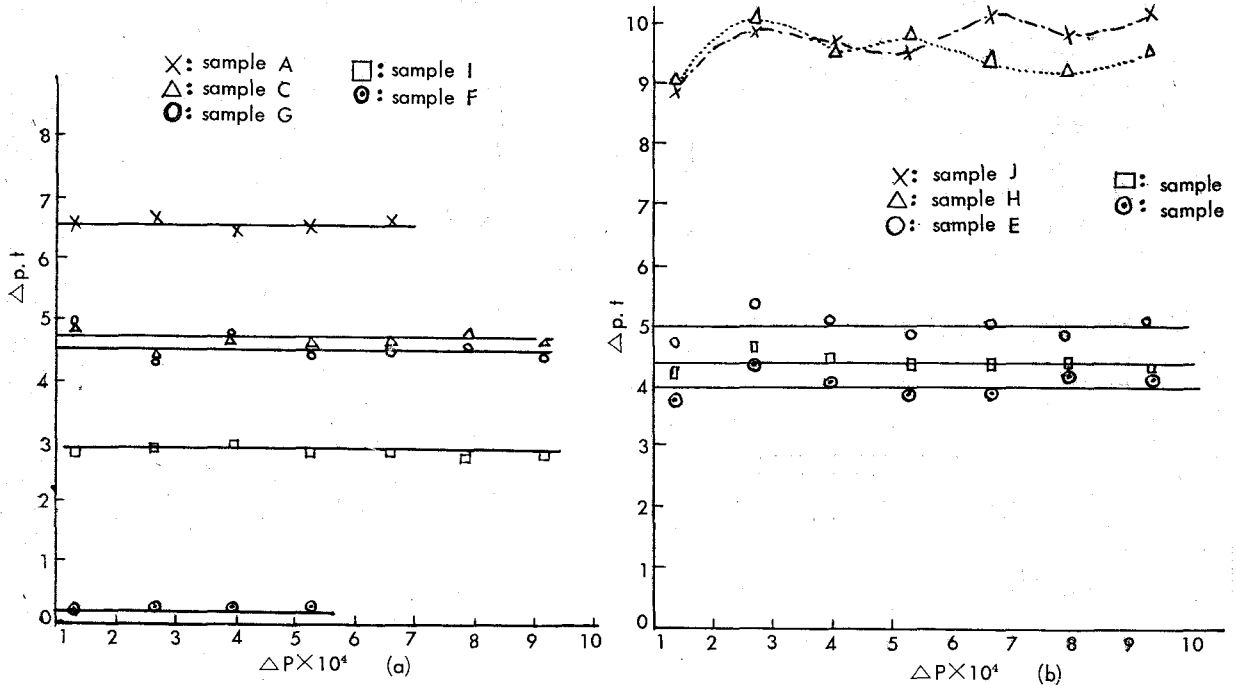 ×: sample A
△: sample C
O: sample G
□: sample I
⊙: sample F
8
7
6
5
4
3
2
1
0
△p.t
1 2 3 4 5 6 7 8 9 10
△P×10⁴ (a)
10
9
8
7
6
5
4
3
2
1
0
△p.t
×: sample J
△: sample H
O: sample E
□: sample
⊙: sample
1 2 3 4 5 6 7 8 9 10
△P×10⁴ (b)